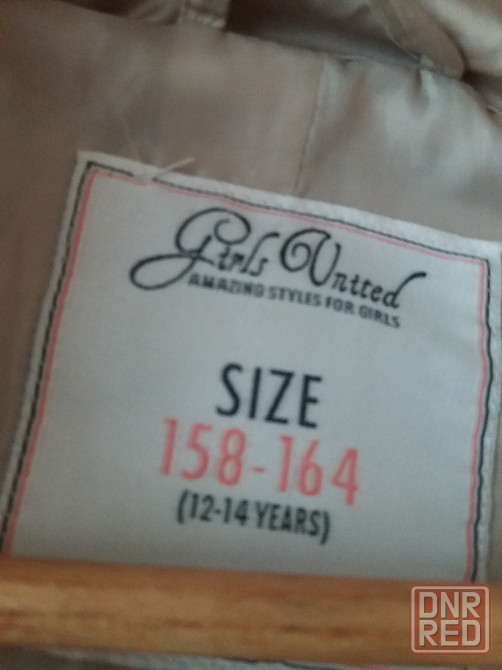 Girls United
AMAZING STYLES FOR GIRLS
SIZE
158-164
(12-14 YEARS)
DNR
RED